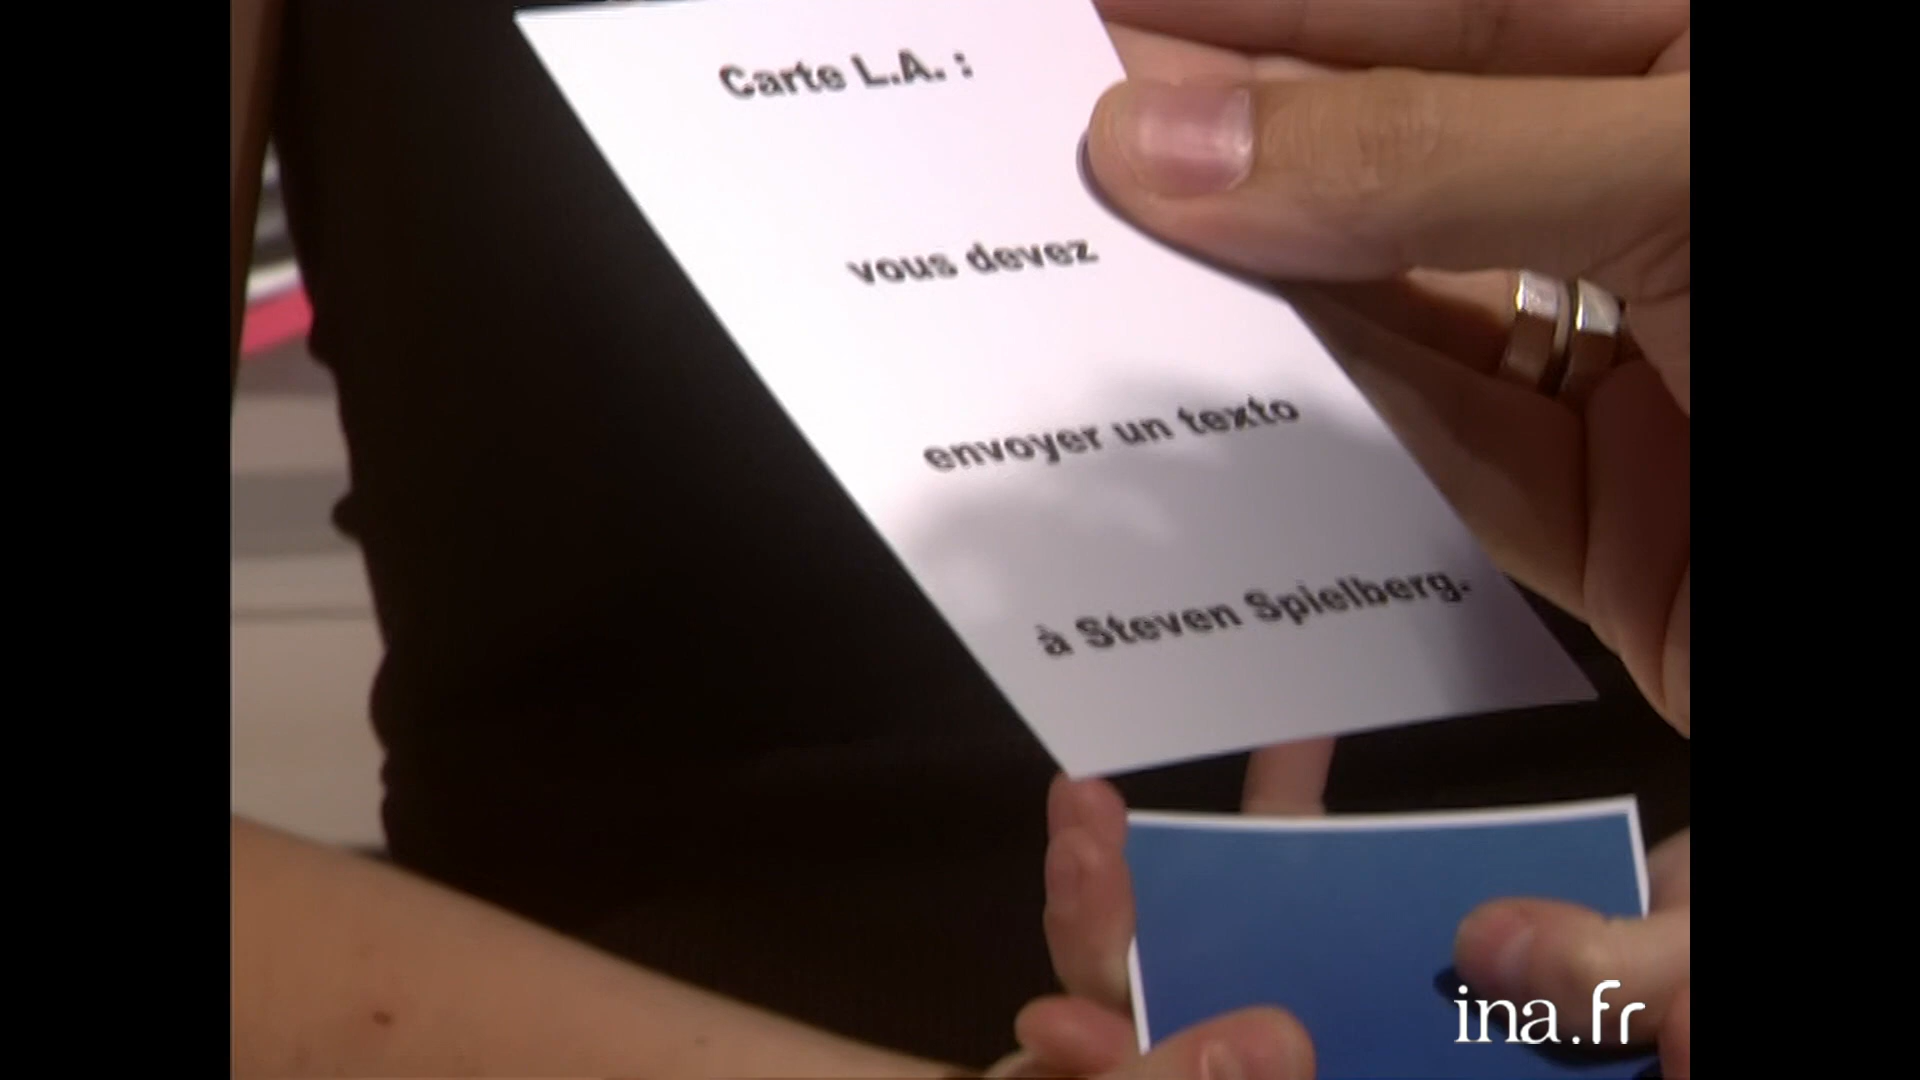 Carte L.A. :
vous devez
envoyer un texto
à Steven Spielberg.
ina.fr